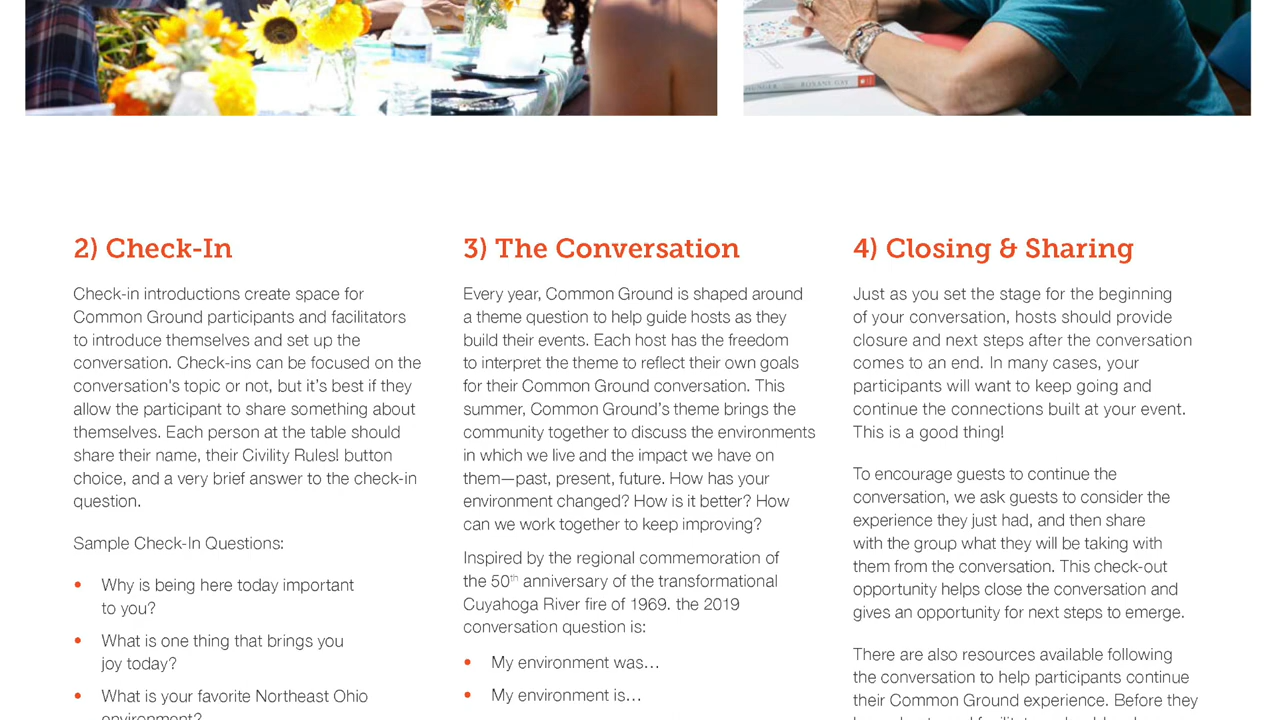 ROXANE GAY
2) Check-In
Check-in introductions create space for
Common Ground participants and facilitators
to introduce themselves and set up the
conversation. Check-ins can be focused on the
conversation's topic or not, but it’s best if they
allow the participant to share something about
themselves. Each person at the table should
share their name, their Civility Rules! button
choice, and a very brief answer to the check-in
question.
Sample Check-In Questions:
• Why is being here today important
to you?
• What is one thing that brings you
joy today?
• What is your favorite Northeast Ohio
environment?
3) The Conversation
Every year, Common Ground is shaped around
a theme question to help guide hosts as they
build their events. Each host has the freedom
to interpret the theme to reflect their own goals
for their Common Ground conversation. This
summer, Common Ground’s theme brings the
community together to discuss the environments
in which we live and the impact we have on
them—past, present, future. How has your
environment changed? How is it better? How
can we work together to keep improving?
Inspired by the regional commemoration of
the 50th anniversary of the transformational
Cuyahoga River fire of 1969. the 2019
conversation question is:
• My environment was…
• My environment is…
4) Closing & Sharing
Just as you set the stage for the beginning
of your conversation, hosts should provide
closure and next steps after the conversation
comes to an end. In many cases, your
participants will want to keep going and
continue the connections built at your event.
This is a good thing!
To encourage guests to continue the
conversation, we ask guests to consider the
experience they just had, and then share
with the group what they will be taking with
them from the conversation. This check-out
opportunity helps close the conversation and
gives an opportunity for next steps to emerge.
There are also resources available following
the conversation to help participants continue
their Common Ground experience. Before they